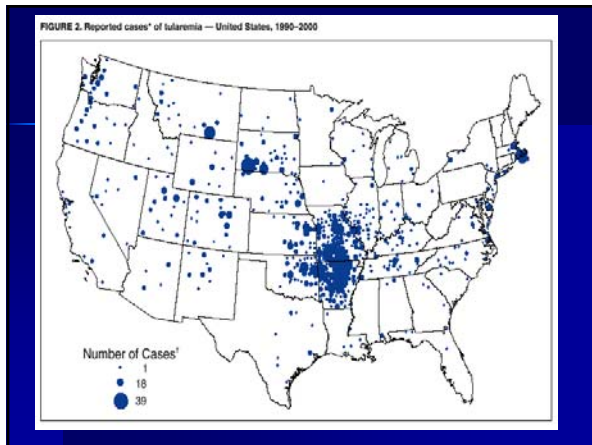 FIGURE 2. Reported cases* of tularemia — United States, 1990–2000
Number of Cases†
1
18
39